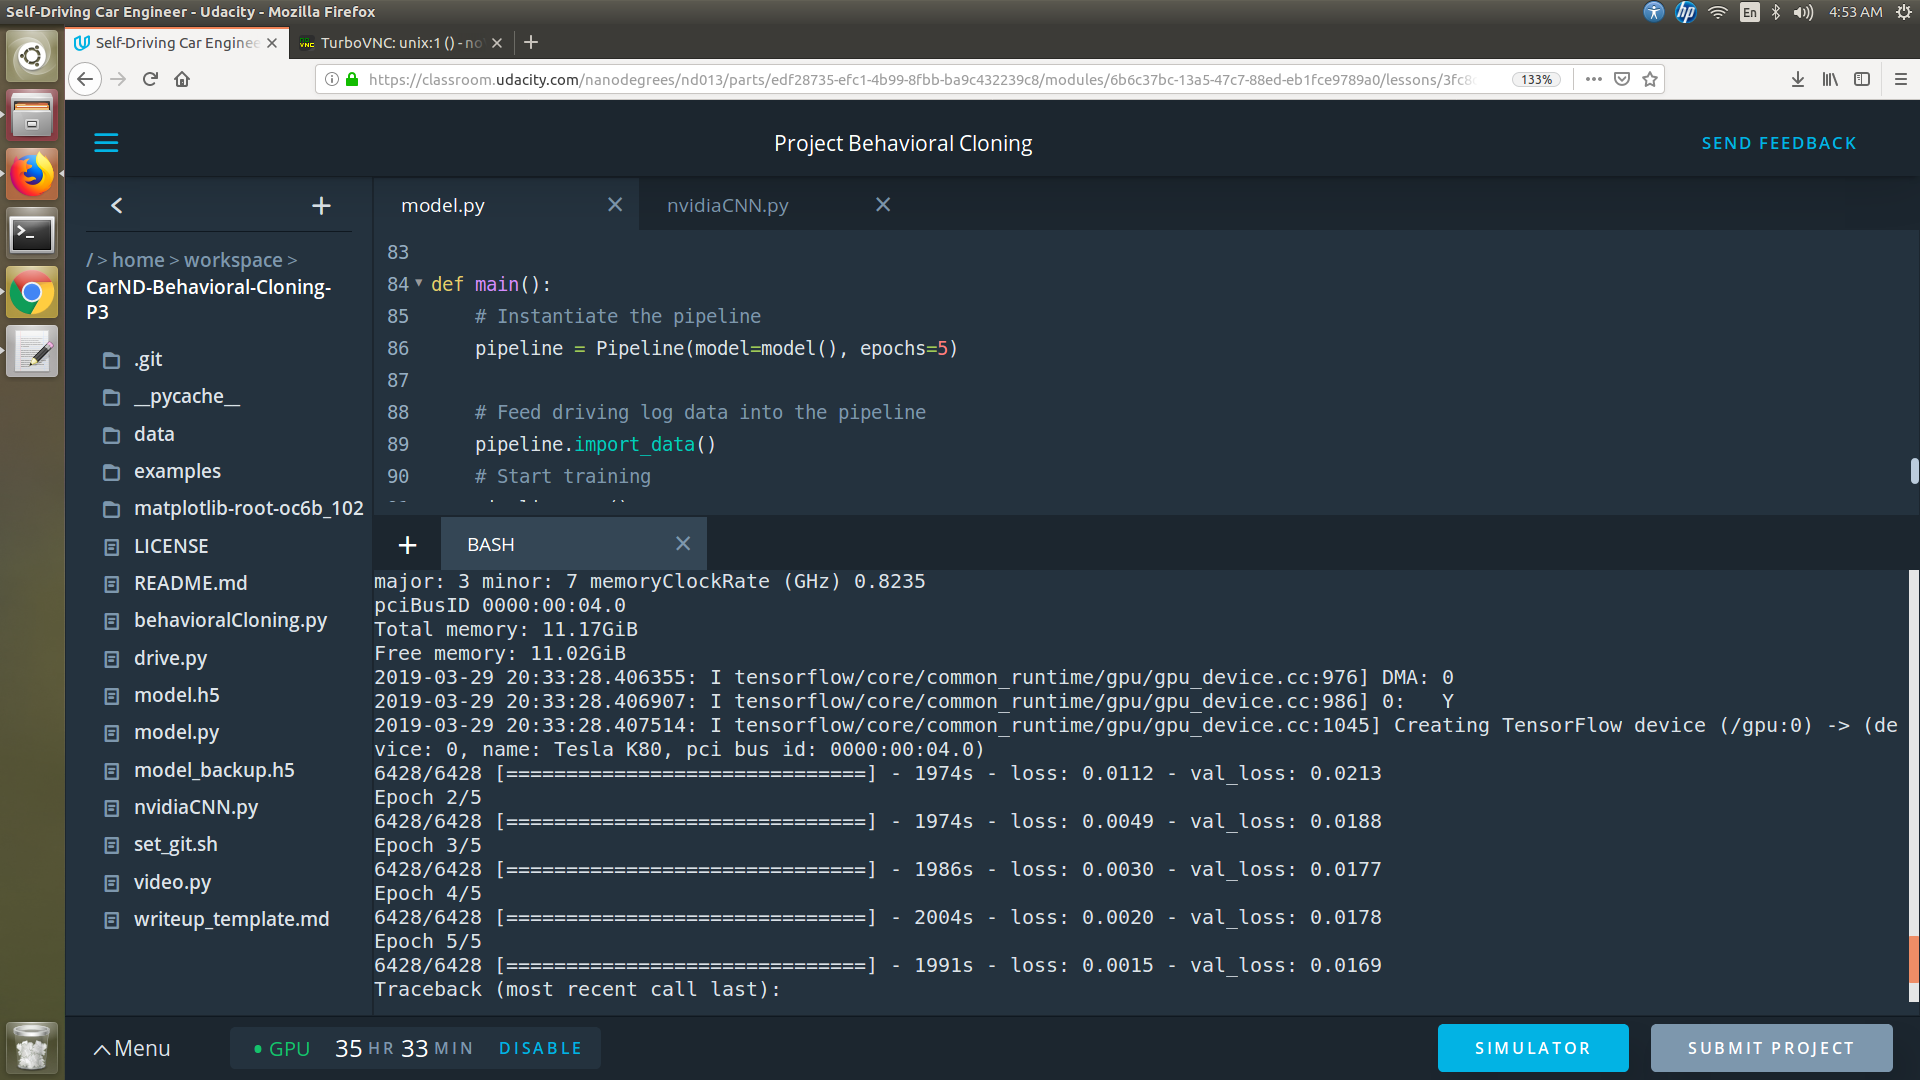 Self-Driving Car Engineer - Udacity - Mozilla Firefox
hp
En
4:53 AM
Self-Driving Car Enginee
VNC
TurboVNC: unix:1 () - no
https://classroom.udacity.com/nanodegrees/nd013/parts/edf28735-efc1-4b99-8fbb-ba9c432239c8/modules/6b6c37bc-13a5-47c7-88ed-eb1fce9789a0/lessons/3fc8
133%
Project Behavioral Cloning
SEND FEEDBACK
/ > home > workspace >
CarND-Behavioral-Cloning-
P3
.git
__pycache__
data
examples
matplotlib-root-oc6b_102
LICENSE
README.md
behavioralCloning.py
drive.py
model.h5
model.py
model_backup.h5
nvidiaCNN.py
set_git.sh
video.py
writeup_template.md
model.py
nvidiaCNN.py
83
84 def main():
85 # Instantiate the pipeline
86 pipeline = Pipeline(model=model(), epochs=5)
87
88 # Feed driving log data into the pipeline
89 pipeline.import_data()
90 # Start training
BASH
major: 3 minor: 7 memoryClockRate (GHz) 0.8235
pciBusID 0000:00:04.0
Total memory: 11.17GiB
Free memory: 11.02GiB
2019-03-29 20:33:28.406355: I tensorflow/core/common_runtime/gpu/gpu_device.cc:976] DMA: 0
2019-03-29 20:33:28.406907: I tensorflow/core/common_runtime/gpu/gpu_device.cc:986] 0:   Y
2019-03-29 20:33:28.407514: I tensorflow/core/common_runtime/gpu/gpu_device.cc:1045] Creating TensorFlow device (/gpu:0) -> (de
vice: 0, name: Tesla K80, pci bus id: 0000:00:04.0)
6428/6428 [==============================] - 1974s - loss: 0.0112 - val_loss: 0.0213
Epoch 2/5
6428/6428 [==============================] - 1974s - loss: 0.0049 - val_loss: 0.0188
Epoch 3/5
6428/6428 [==============================] - 1986s - loss: 0.0030 - val_loss: 0.0177
Epoch 4/5
6428/6428 [==============================] - 2004s - loss: 0.0020 - val_loss: 0.0178
Epoch 5/5
6428/6428 [==============================] - 1991s - loss: 0.0015 - val_loss: 0.0169
Traceback (most recent call last):
Menu
GPU 35 HR 33 MIN DISABLE
SIMULATOR
SUBMIT PROJECT